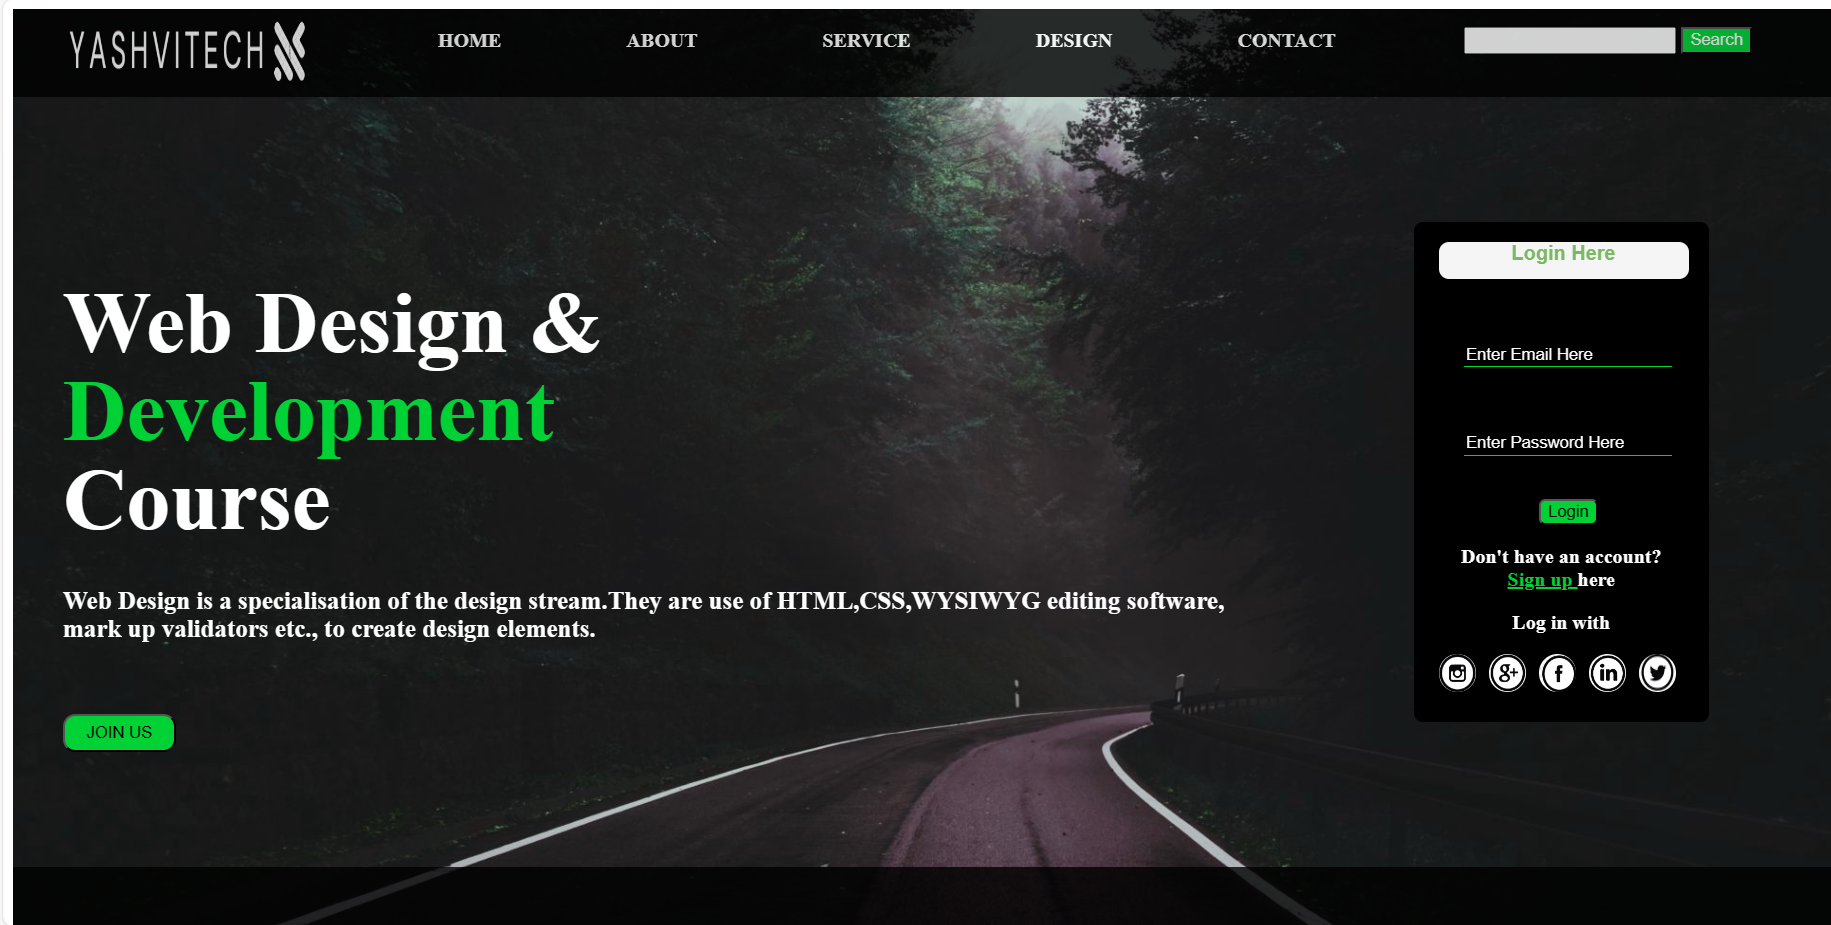 YASHVITECH
HOME ABOUT SERVICE DESIGN CONTACT Search
Web Design &
Development
Course
Web Design is a specialisation of the design stream.They are use of HTML,CSS,WYSIWYG editing software,
mark up validators etc., to create design elements.
JOIN US
Login Here
Enter Email Here
Enter Password Here
Login
Don't have an account?
Sign up here
Log in with
g+ f in